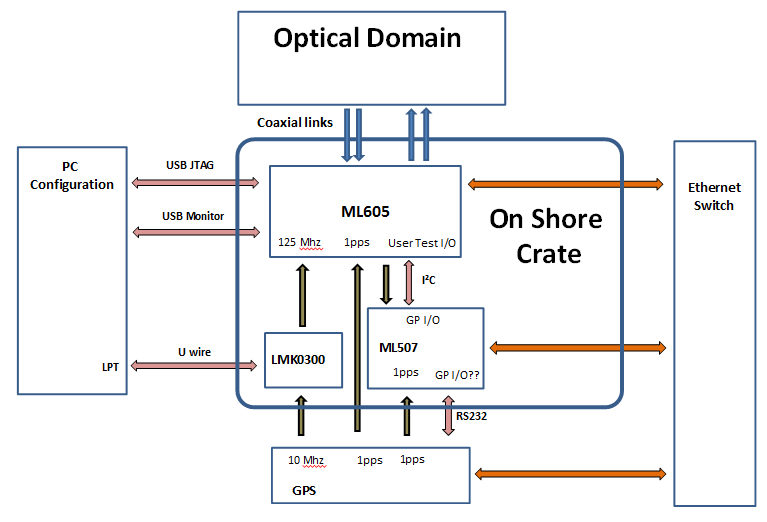 Optical Domain
Coaxial links
PC
Configuration
USB JTAG
USB Monitor
ML605
125 Mhz 1pps User Test I/O
On Shore
Crate
Ethernet
Switch
I²C
GP I/O
ML507
1pps GP I/O??
LMK0300
U wire
LPT
RS232
10 Mhz 1pps 1pps
GPS